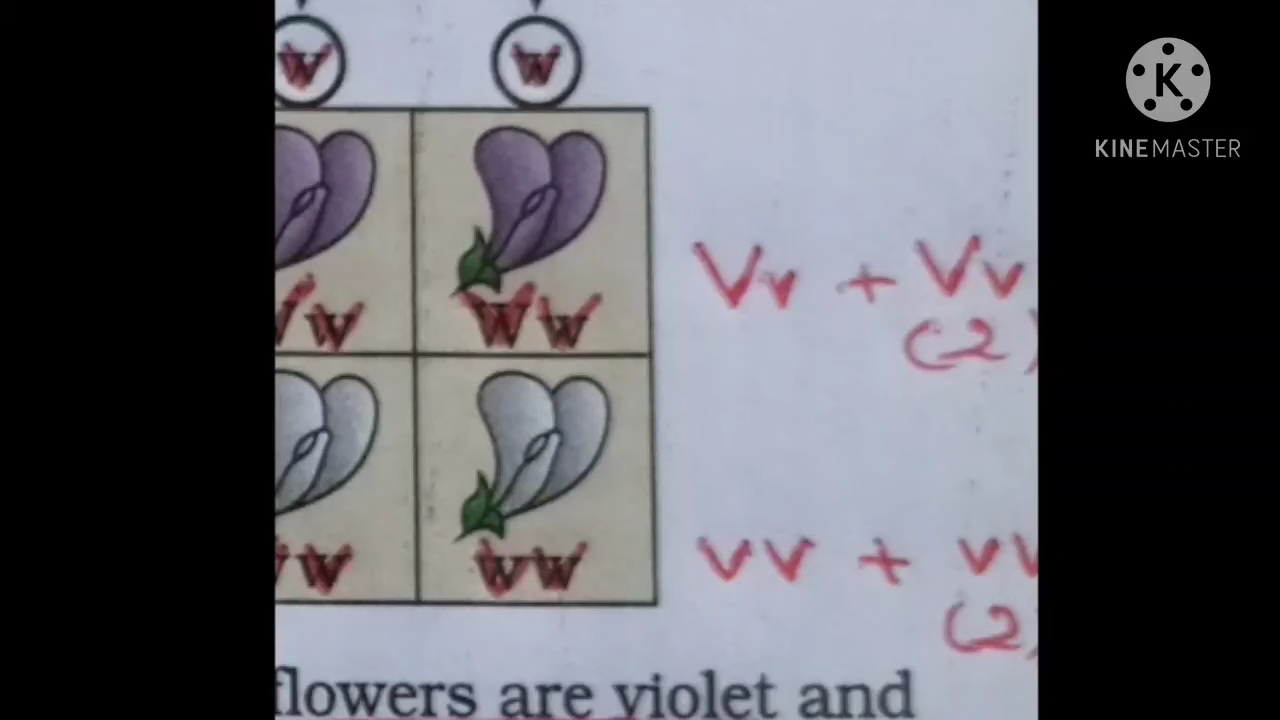 w w
KINEMASTER
Vv + Vv
w Ww
(2)
w ww
vv + vv
(2)
flowers are violet and